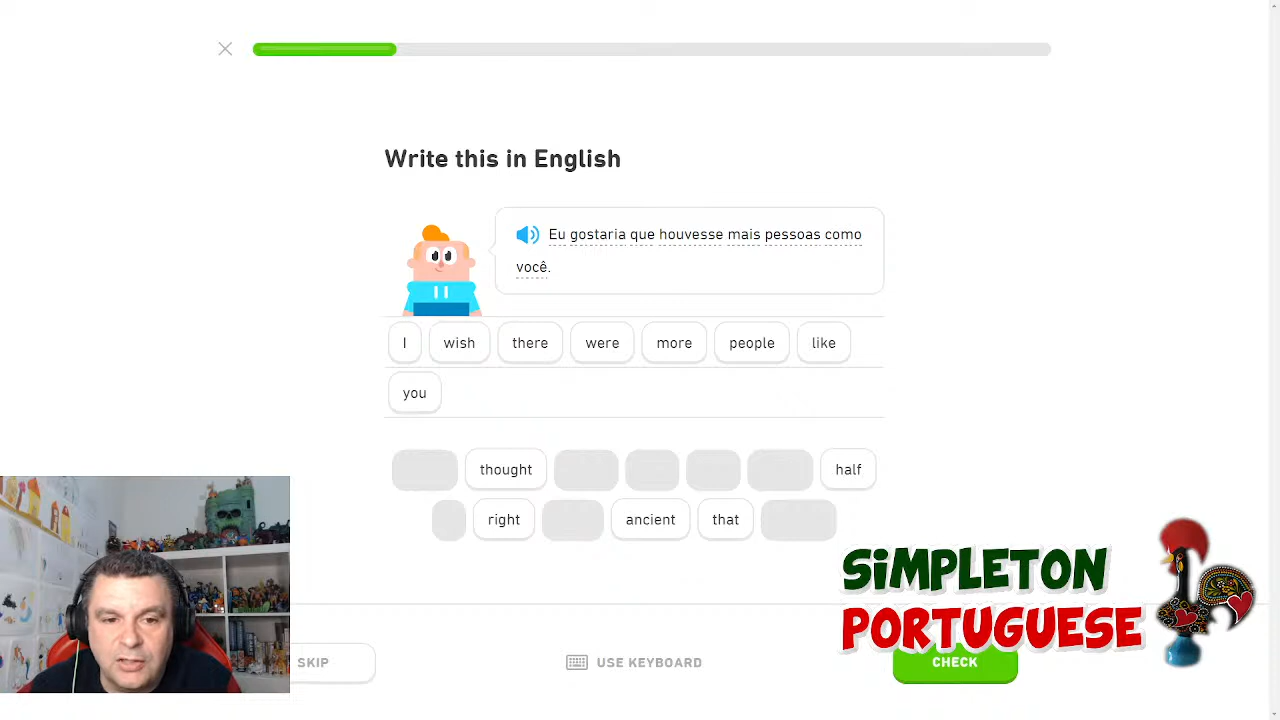 Write this in English
Eu gostaria que houvesse mais pessoas como
você.
I wish there were more people like
you
thought half
right ancient that
SiMPLETON
PORTUGUESE
SKIP USE KEYBOARD CHECK